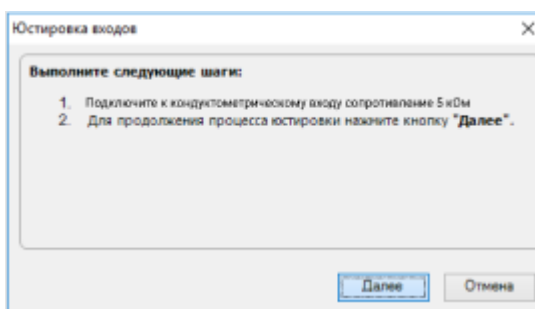 Юстировка входов
Выполните следующие шаги:
1. Подключите к кондуктометрическому входу сопротивление 5 кОм
2. Для продолжения процесса юстировки нажмите кнопку "Далее".
Далее Отмена